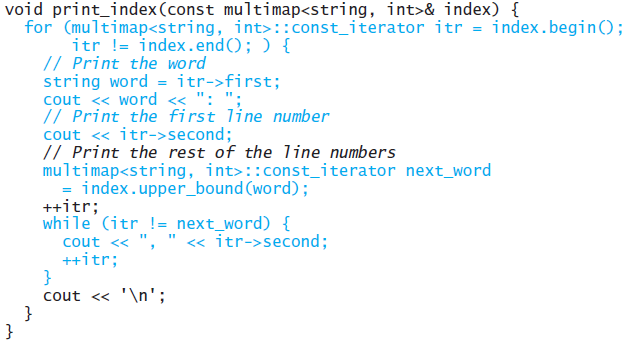 void print_index(const multimap<string, int>& index) {
  for (multimap<string, int>::const_iterator itr = index.begin();
       itr != index.end(); ) {
    // Print the word
    string word = itr->first;
    cout << word << ": ";
    // Print the first line number
    cout << itr->second;
    // Print the rest of the line numbers
    multimap<string, int>::const_iterator next_word
      = index.upper_bound(word);
    ++itr;
    while (itr != next_word) {
      cout << ", " << itr->second;
      ++itr;
    }
    cout << '\n';
  }
}